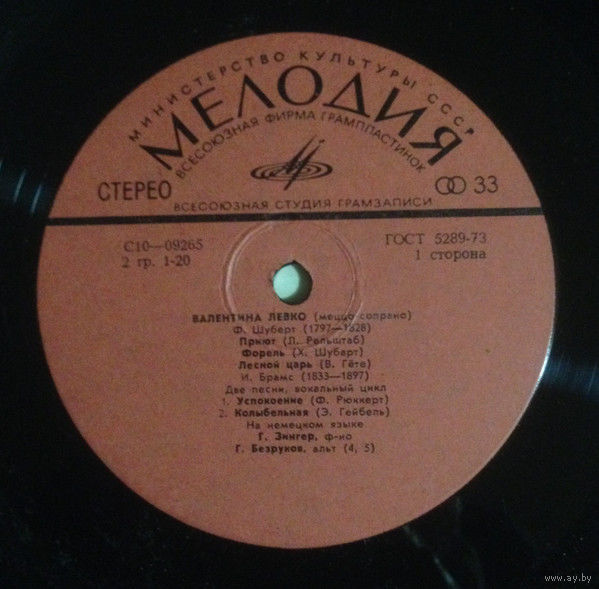 МИНИСТЕРСТВО КУЛЬТУРЫ СССР
МЕЛОДИЯ
ВСЕСОЮЗНАЯ ФИРМА ГРАМПЛАСТИНОК
СТЕРЕО
33
ВСЕСОЮЗНАЯ СТУДИЯ ГРАМЗАПИСИ
С10—09265
ГОСТ 5289-73
2 гр. 1-20
1 сторона
ВАЛЕНТИНА ЛЕВКО (меццо сопрано)
Ф. Шуберт (1797—1828)
Приют (Л. Рельштаб)
Форель (Х. Шубарт)
Лесной царь (В. Гёте)
И. Брамс (1833—1897)
Две песни, вокальный цикл
1. Успокоение (Ф. Рюккерт)
2. Колыбельная (Э. Гейбель)
На немецком языке
Г. Зингер, ф-но
Г. Безруков, альт (4, 5)
www.ay.by